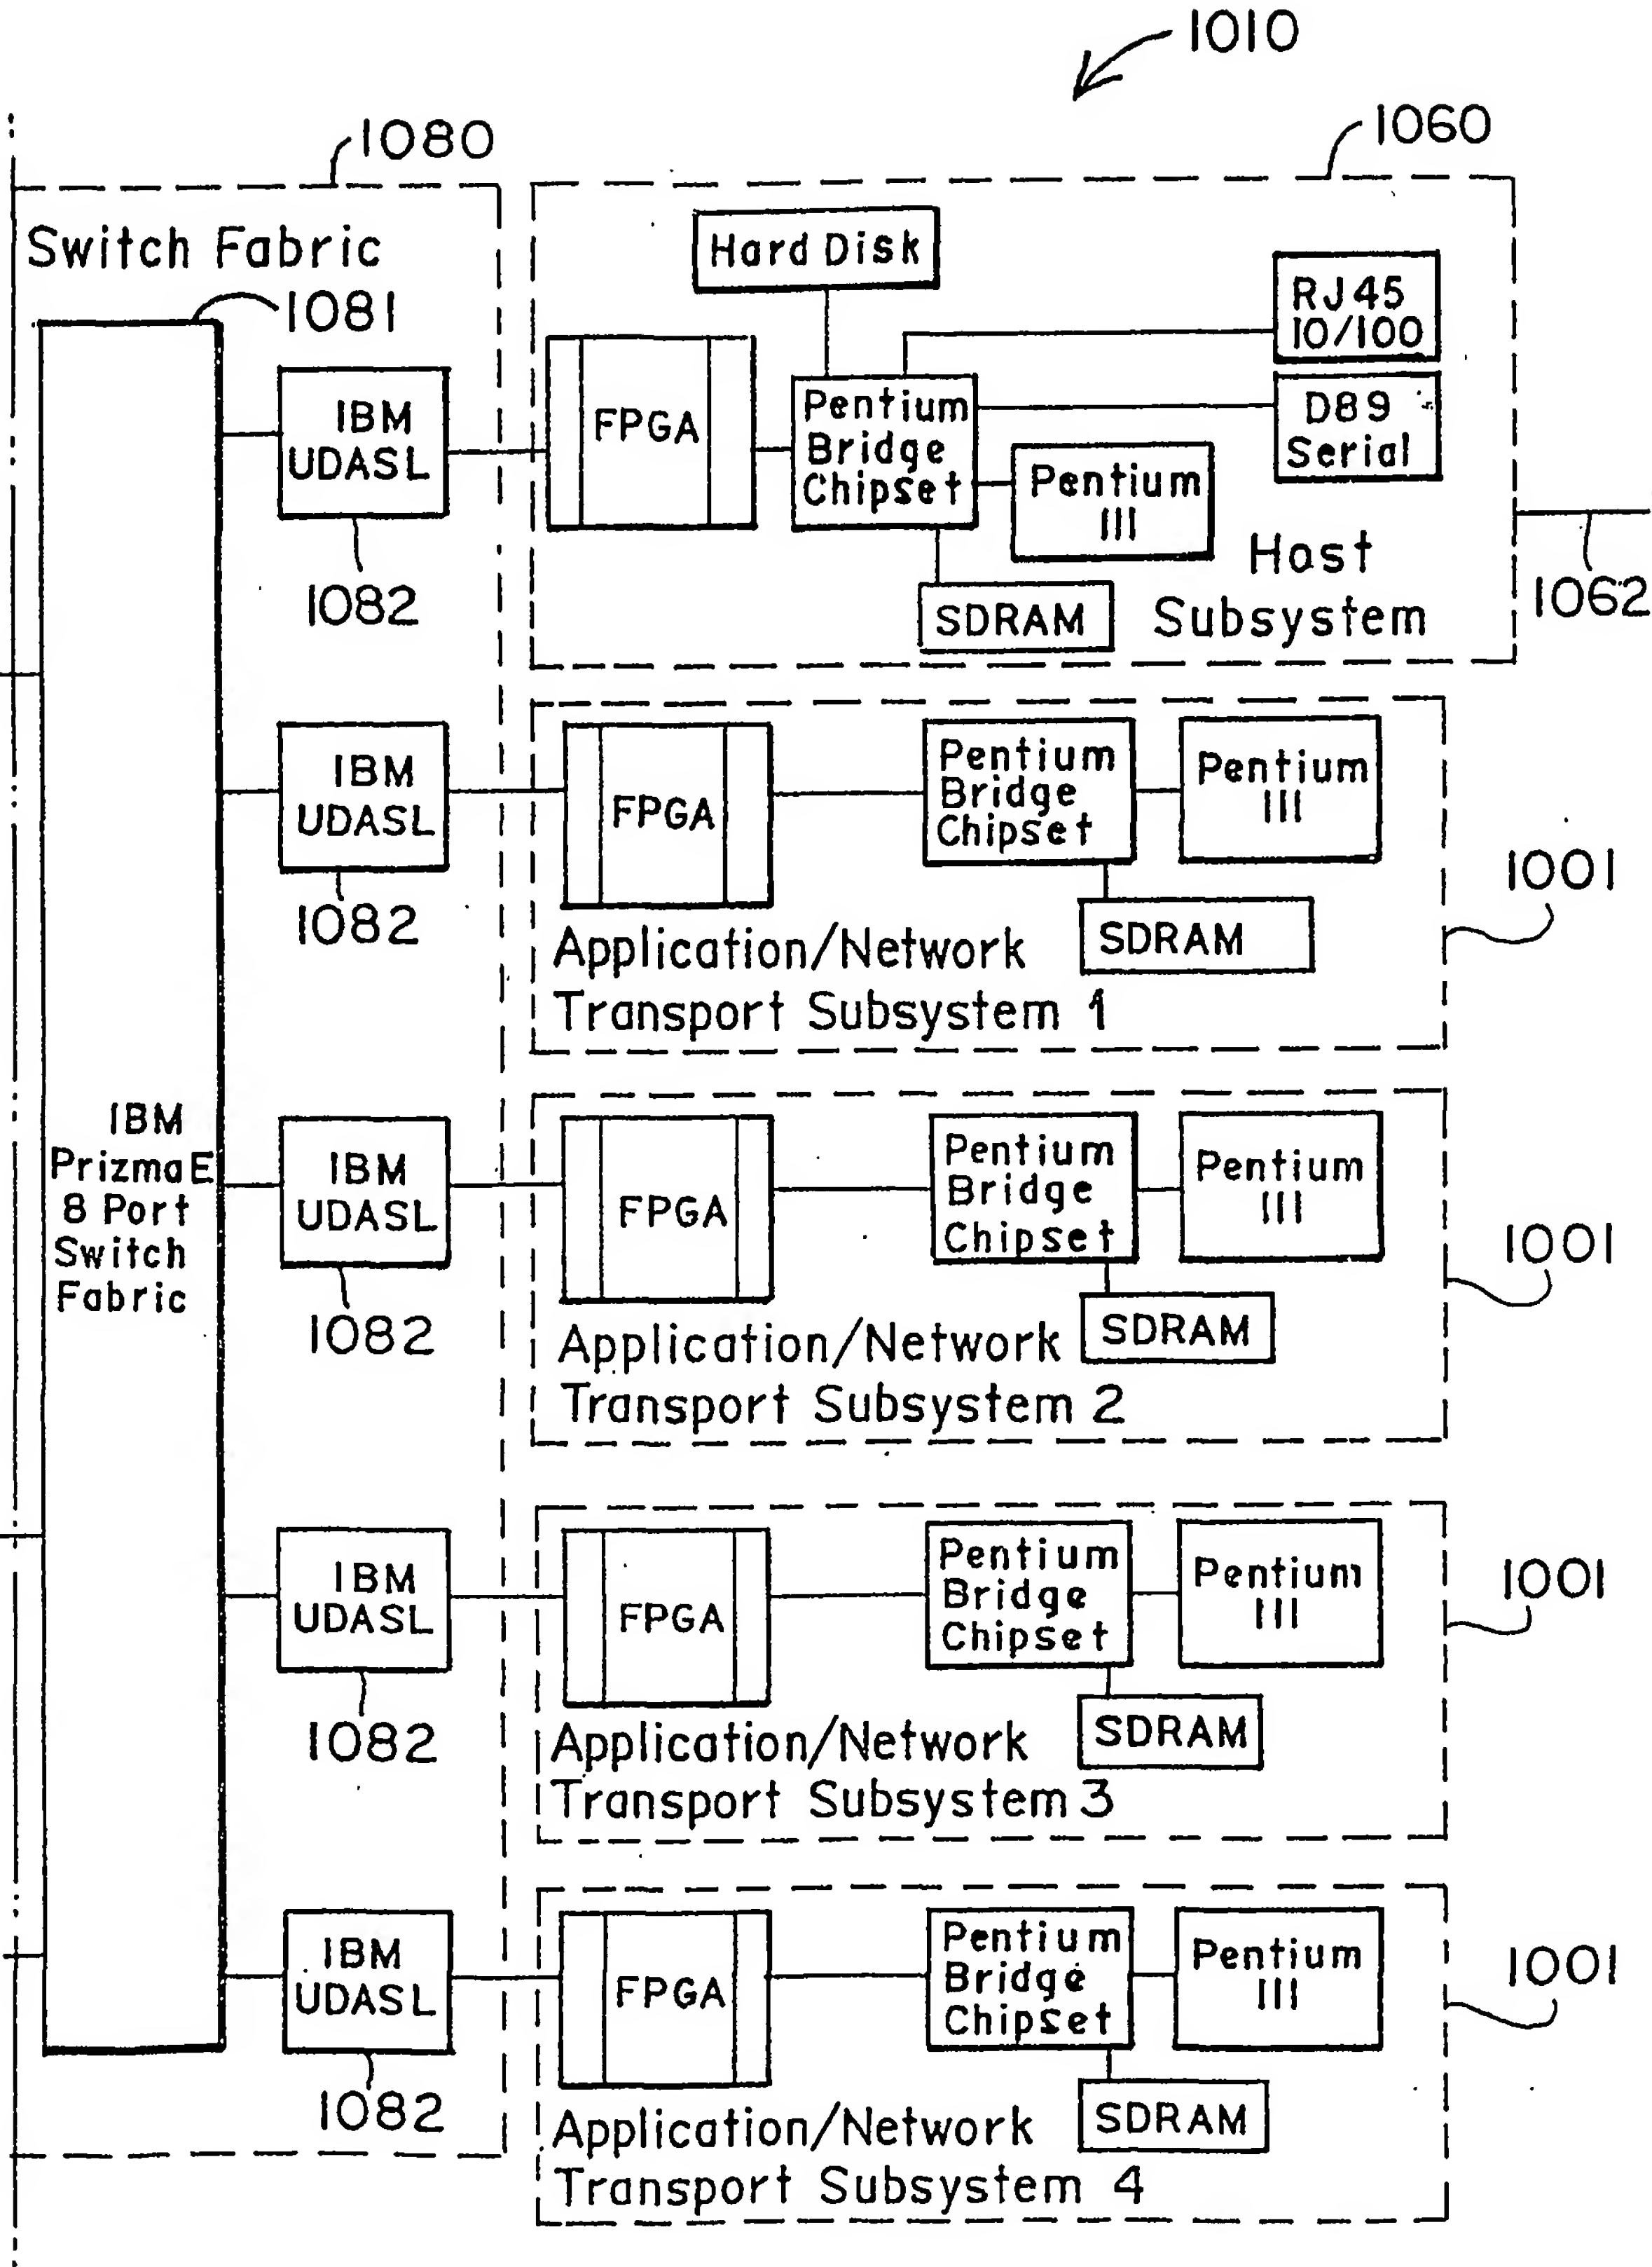 1010
1080
1060
Switch Fabric
1081
IBM
Prizma E
8 Port
Switch
Fabric
IBM
UDASL
1082
Hard Disk
RJ45
10/100
FPGA
Pentium
Bridge
Chipset
D89
Serial
Pentium
III
SDRAM
Host
Subsystem
1062
IBM
UDASL
1082
FPGA
Pentium
Bridge
Chipset
Pentium
III
SDRAM
Application/Network
Transport Subsystem 1
1001
IBM
UDASL
1082
FPGA
Pentium
Bridge
Chipset
Pentium
III
SDRAM
Application/Network
Transport Subsystem 2
1001
IBM
UDASL
1082
FPGA
Pentium
Bridge
Chipset
Pentium
III
SDRAM
Application/Network
Transport Subsystem 3
1001
IBM
UDASL
1082
FPGA
Pentium
Bridge
Chipset
Pentium
III
SDRAM
Application/Network
Transport Subsystem 4
1001